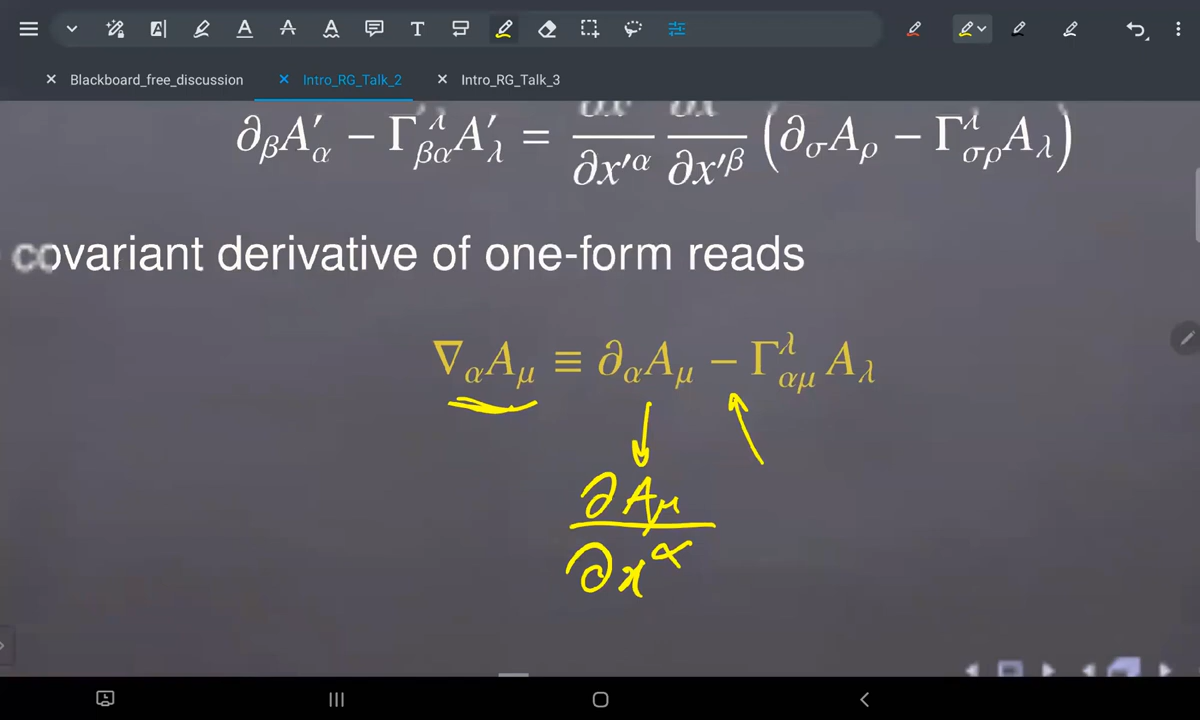 Blackboard_free_discussion Intro_RG_Talk_2 Intro_RG_Talk_3
∂_β A′_α − Γ′^λ_{βα} A′_λ = ∂x / ∂x′^α ∂x / ∂x′^β (∂_σ A_ρ − Γ^λ_{σρ} A_λ)
covariant derivative of one-form reads
∇_α A_μ ≡ ∂_α A_μ − Γ^λ_{αμ} A_λ
∂A_μ
∂x^α